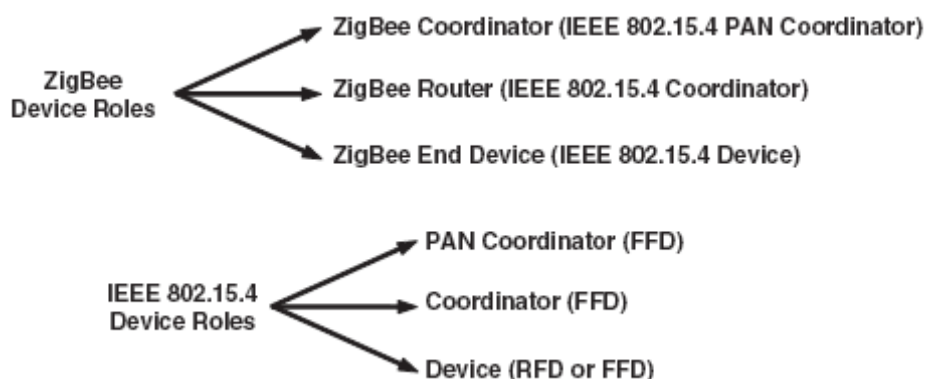 ZigBee
Device Roles
ZigBee Coordinator (IEEE 802.15.4 PAN Coordinator)
ZigBee Router (IEEE 802.15.4 Coordinator)
ZigBee End Device (IEEE 802.15.4 Device)
IEEE 802.15.4
Device Roles
PAN Coordinator (FFD)
Coordinator (FFD)
Device (RFD or FFD)